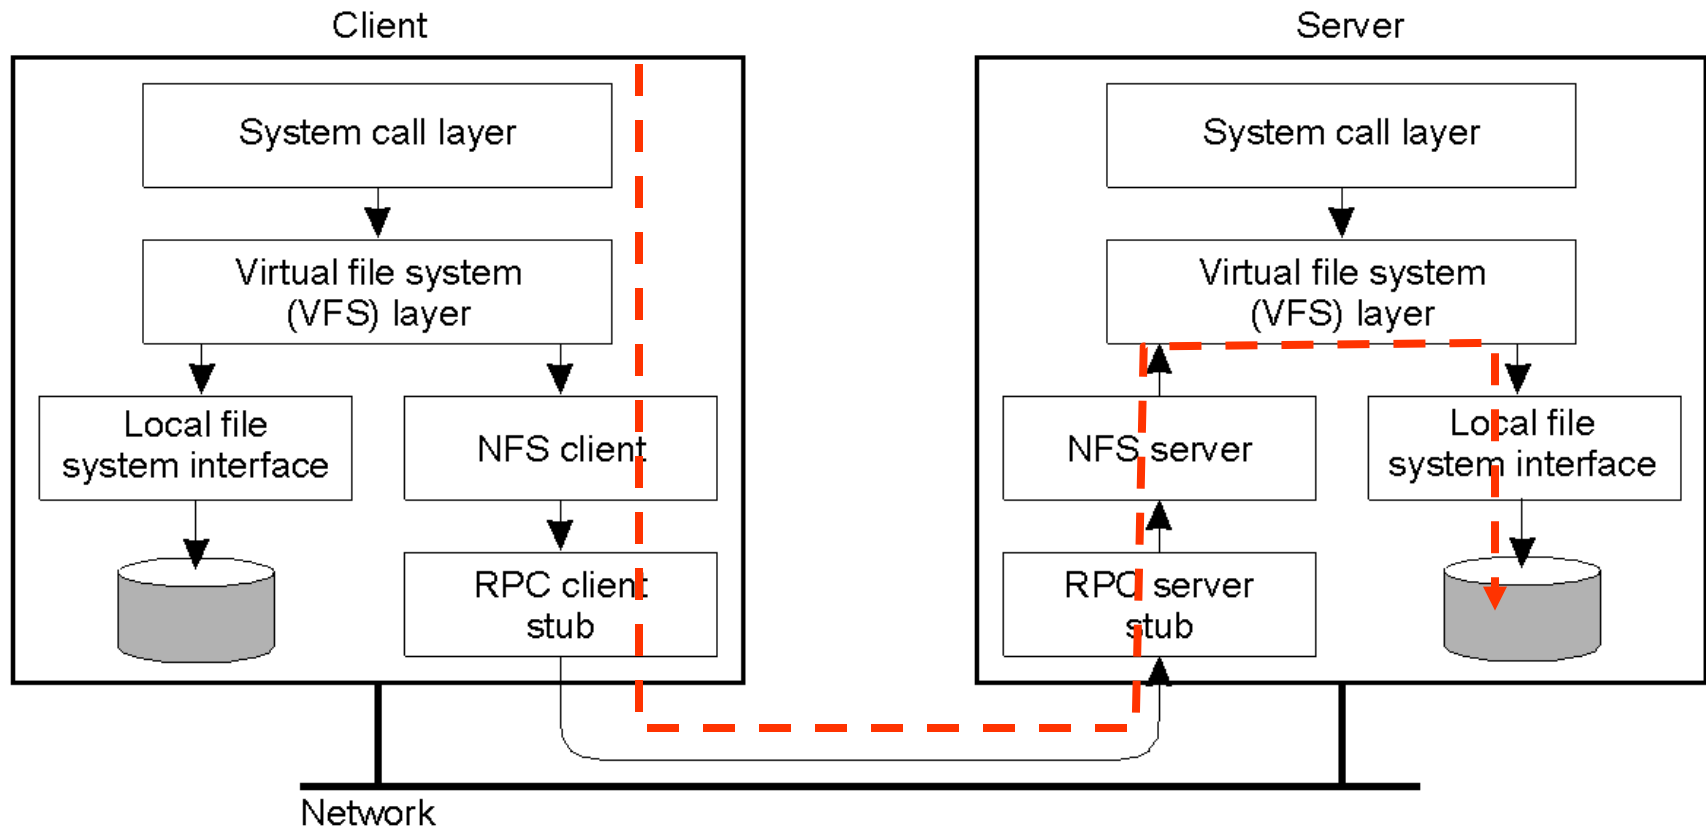 Client
System call layer
Virtual file system
(VFS) layer
Local file
system interface
NFS client
RPC client
stub
Server
System call layer
Virtual file system
(VFS) layer
NFS server
Local file
system interface
RPC server
stub
Network